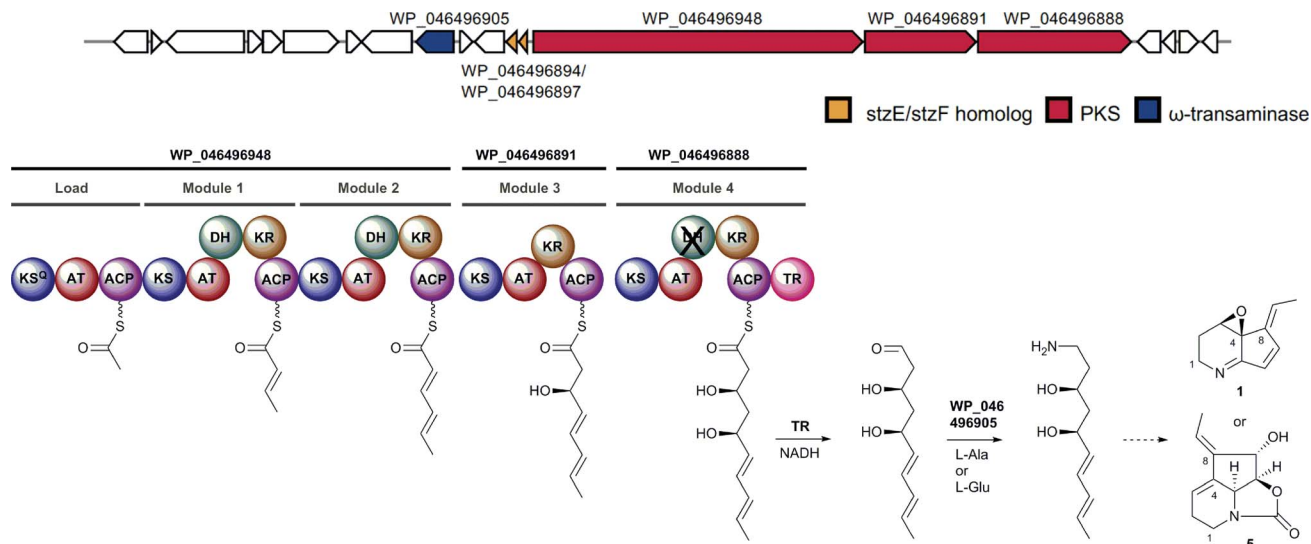 WP_046496905
WP_046496948
WP_046496891
WP_046496888
WP_046496894/
WP_046496897
stzE/stzF homolog
PKS
ω-transaminase
WP_046496948
WP_046496891
WP_046496888
Load
Module 1
Module 2
Module 3
Module 4
DH
KR
DH
KR
KR
DH
KR
KSQ
AT
ACP
KS
AT
ACP
KS
AT
ACP
KS
AT
ACP
KS
AT
ACP
TR
S
O
S
O
S
O
S
O
HO
S
O
HO
HO
TR
NADH
O
HO
HO
WP_046
496905
L-Ala
or
L-Glu
H2N
HO
HO
O
4
8
1
N
1
or
OH
8
H
H
4
O
N
1
O
5